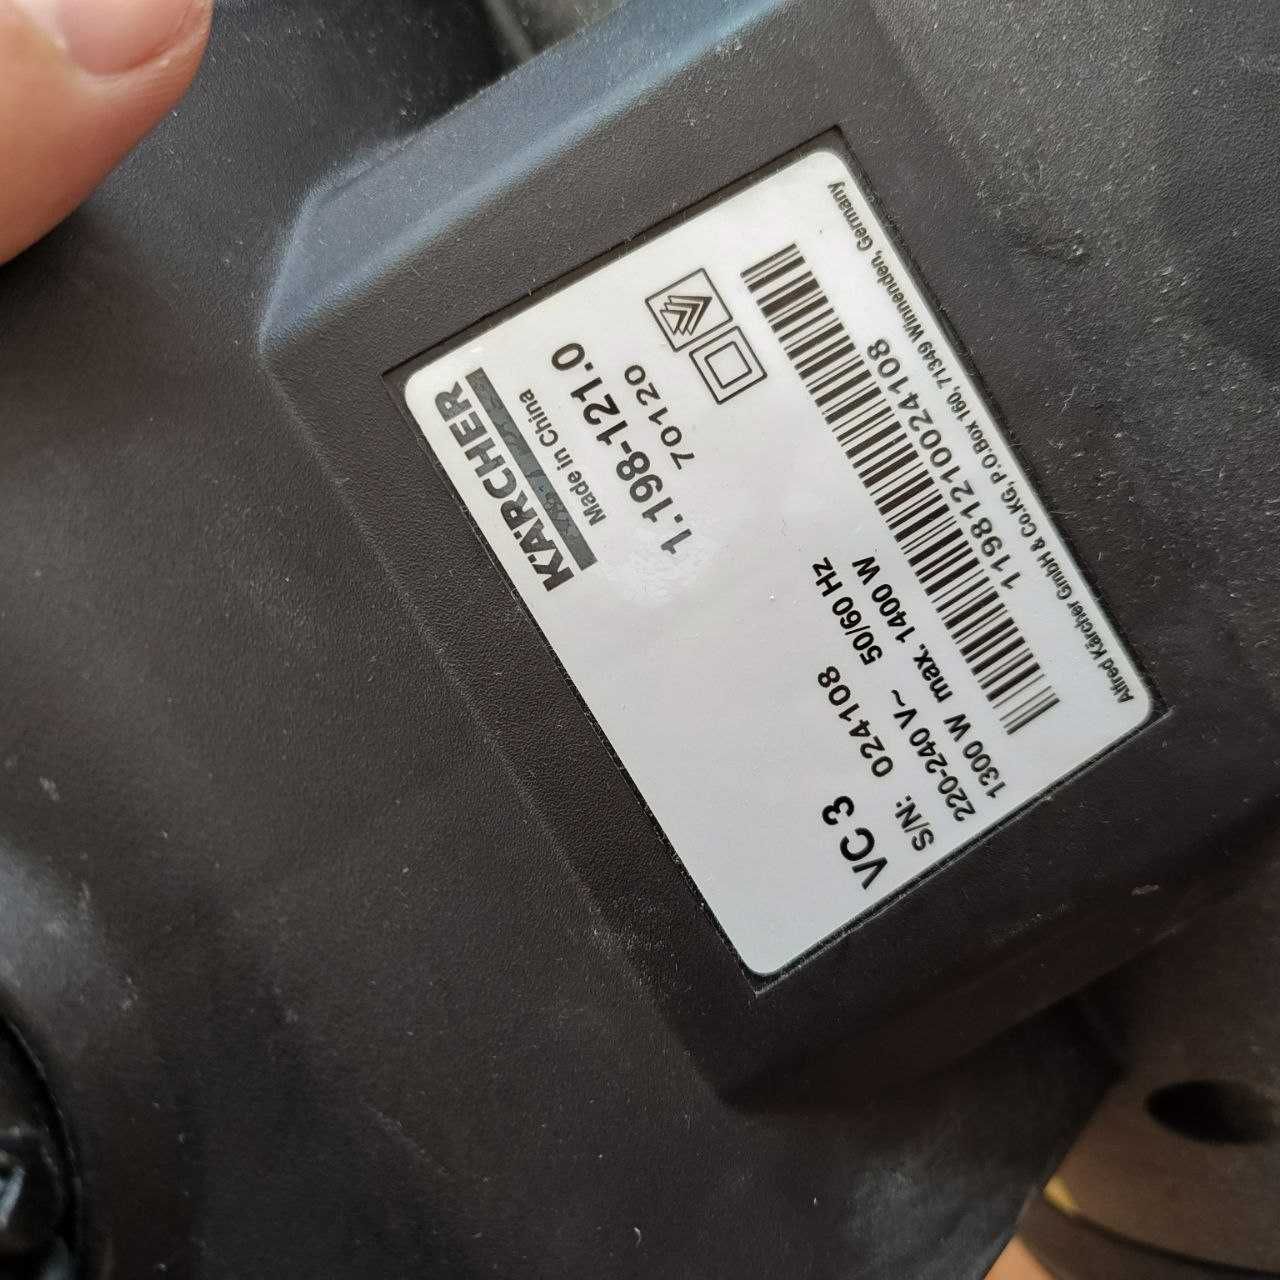 KÄRCHER
Made in China
1.198-121.0
70120
VC 3
S/N: 024108
220-240 V~ 50/60 Hz
1300 W max. 1400 W
11981210024108
Alfred Kärcher GmbH & Co.KG, P.O.Box 160, 71349 Winnenden, Germany